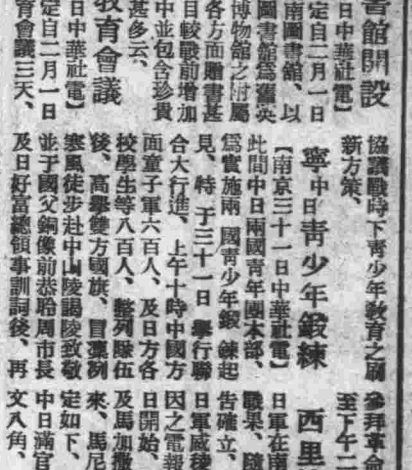 書館開設
日中華社電】
定自二月一日
南圖書館、以
圖書館爲舊英
博物館之附屬
各方面贈書甚
目較戰前增加
中並包含珍貴
甚多云、
教育會議
日中華社電】
定自二月一日
育會議三天、
協議戰時下青少年教育之嶄
新方策、
寧中日青少年鍛練
【南京三十一日中華社電】
此間中日兩國青年團本部、
爲實施兩國青少年鍛鍊起
見、特于三十一日舉行聯
合大行進、上午十時中國方
面童子軍六百人、及日方各
校學生等八百人、整列隊伍
後、高舉雙方國旗、冒凜冽
寒風徒步赴中山陵謁陵致敬
並于國父銅像前恭聆周市長
及日好富總領事訓詞後、再
參拜革命
至下午一
西里
日軍在南
戰果、隨
告確立、
日軍威稜
因之電報
日開始、
及馬加撒
來、馬尼
定如下、
中日滿官
文八角、